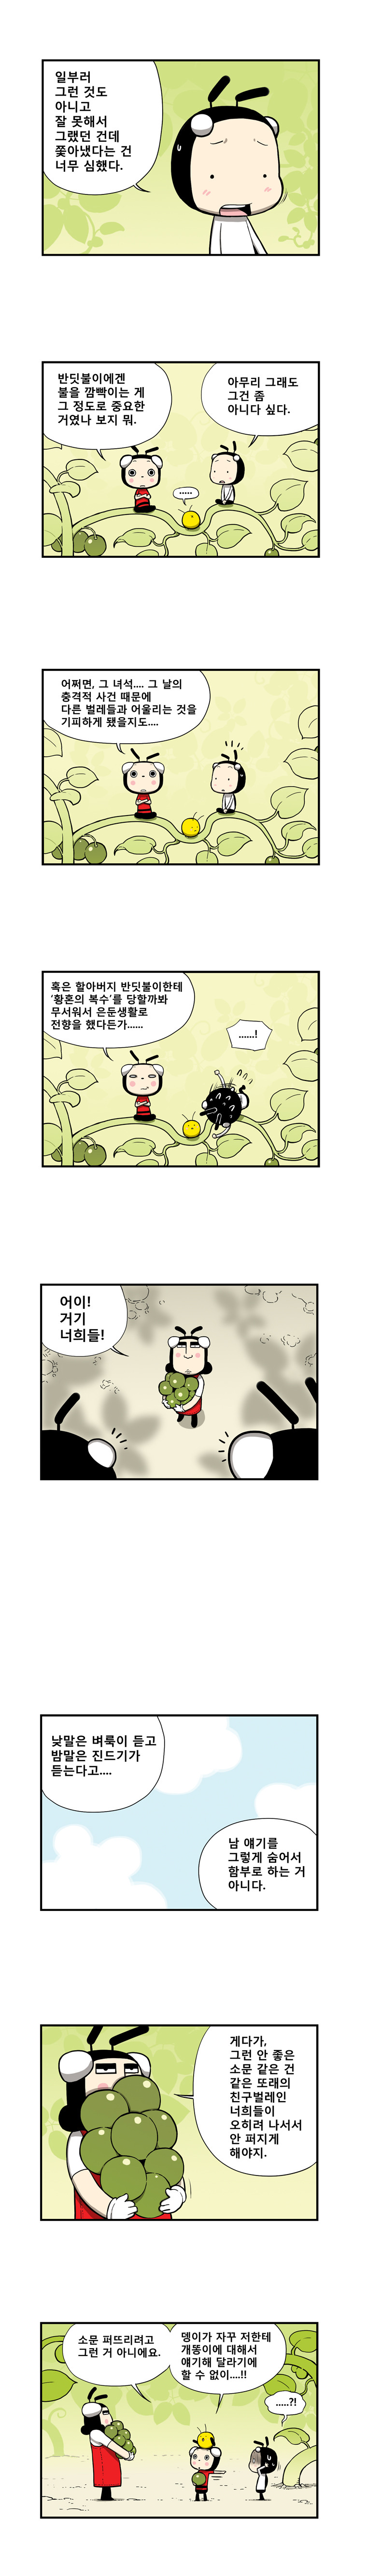 일부러
그런 것도
아니고
잘 못해서
그랬던 건데
쫓아냈다는 건
너무 심했다.
반딧불이에겐
불을 깜빡이는 게
그 정도로 중요한
거였나 보지 뭐.
아무리 그래도
그건 좀
아니다 싶다.
.....
어쩌면, 그 녀석.... 그 날의
충격적 사건 때문에
다른 벌레들과 어울리는 것을
기피하게 됐을지도....
혹은 할아버지 반딧불이한테
'황혼의 복수'를 당할까봐
무서워서 은둔생활로
전향을 했다든가......
......!
어이!
거기
너희들!
낮말은 벼룩이 듣고
밤말은 진드기가
듣는다고....
남 얘기를
그렇게 숨어서
함부로 하는 거
아니다.
게다가,
그런 안 좋은
소문 같은 건
같은 또래의
친구벌레인
너희들이
오히려 나서서
안 퍼지게
해야지.
소문 퍼뜨리려고
그런 거 아니에요.
뎅이가 자꾸 저한테
개똥이에 대해서
얘기해 달라기에
할 수 없이....!!
.....?!